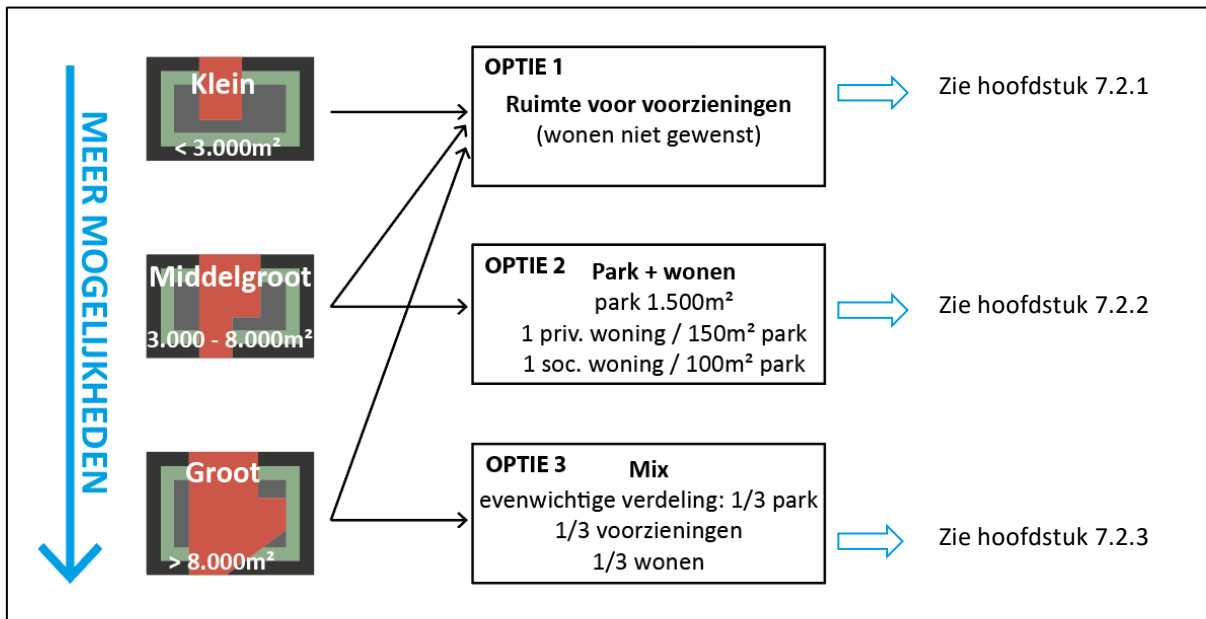 MEER MOGELIJKHEDEN
Klein
< 3.000m²
OPTIE 1
Ruimte voor voorzieningen
(wonen niet gewenst)
Zie hoofdstuk 7.2.1
Middelgroot
3.000 - 8.000m²
OPTIE 2
Park + wonen
park 1.500m²
1 priv. woning / 150m² park
1 soc. woning / 100m² park
Zie hoofdstuk 7.2.2
Groot
> 8.000m²
OPTIE 3
Mix
evenwichtige verdeling: 1/3 park
1/3 voorzieningen
1/3 wonen
Zie hoofdstuk 7.2.3